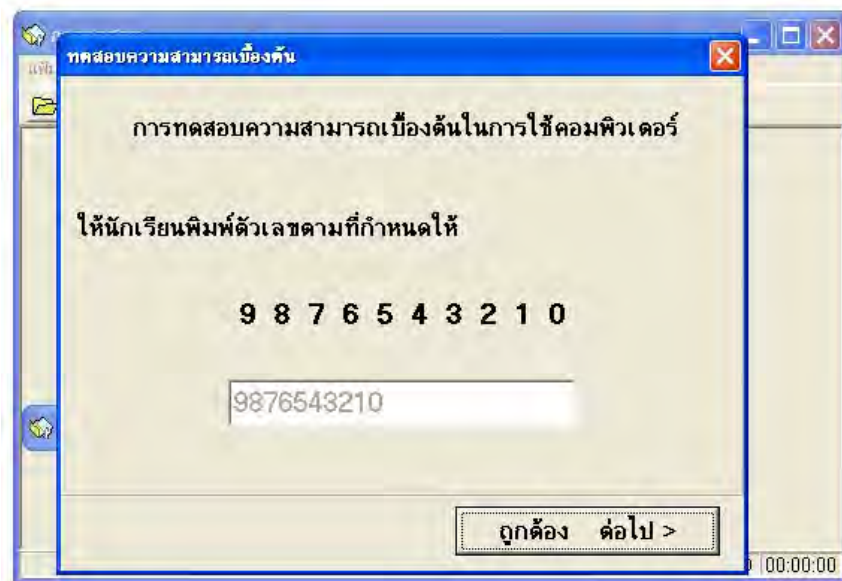 ทดสอบความสามารถเบื้องต้น
การทดสอบความสามารถเบื้องต้นในการใช้คอมพิวเตอร์
ให้นักเรียนพิมพ์ตัวเลขตามที่กำหนดให้
9 8 7 6 5 4 3 2 1 0
9876543210
ถูกต้อง ต่อไป >
00:00:00